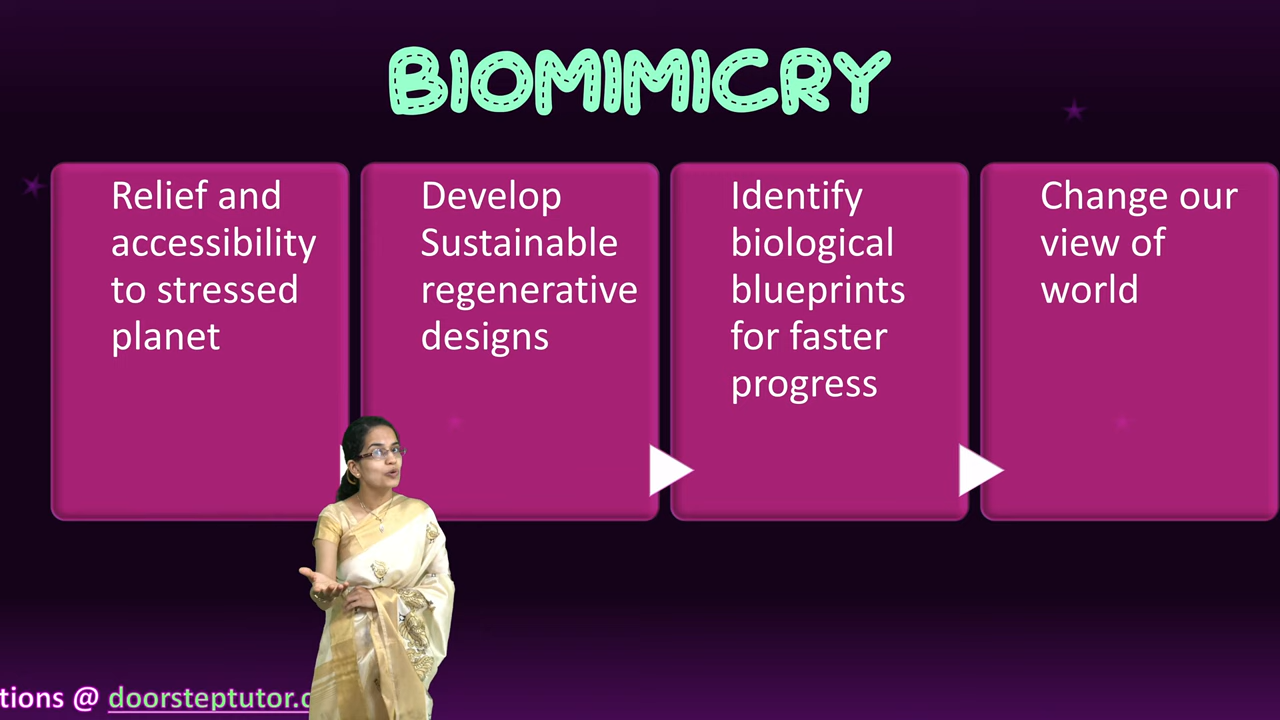 BIOMIMICRY
Relief and
accessibility
to stressed
planet
Develop
Sustainable
regenerative
designs
Identify
biological
blueprints
for faster
progress
Change our
view of
world
tions @ doorsteptutor.c